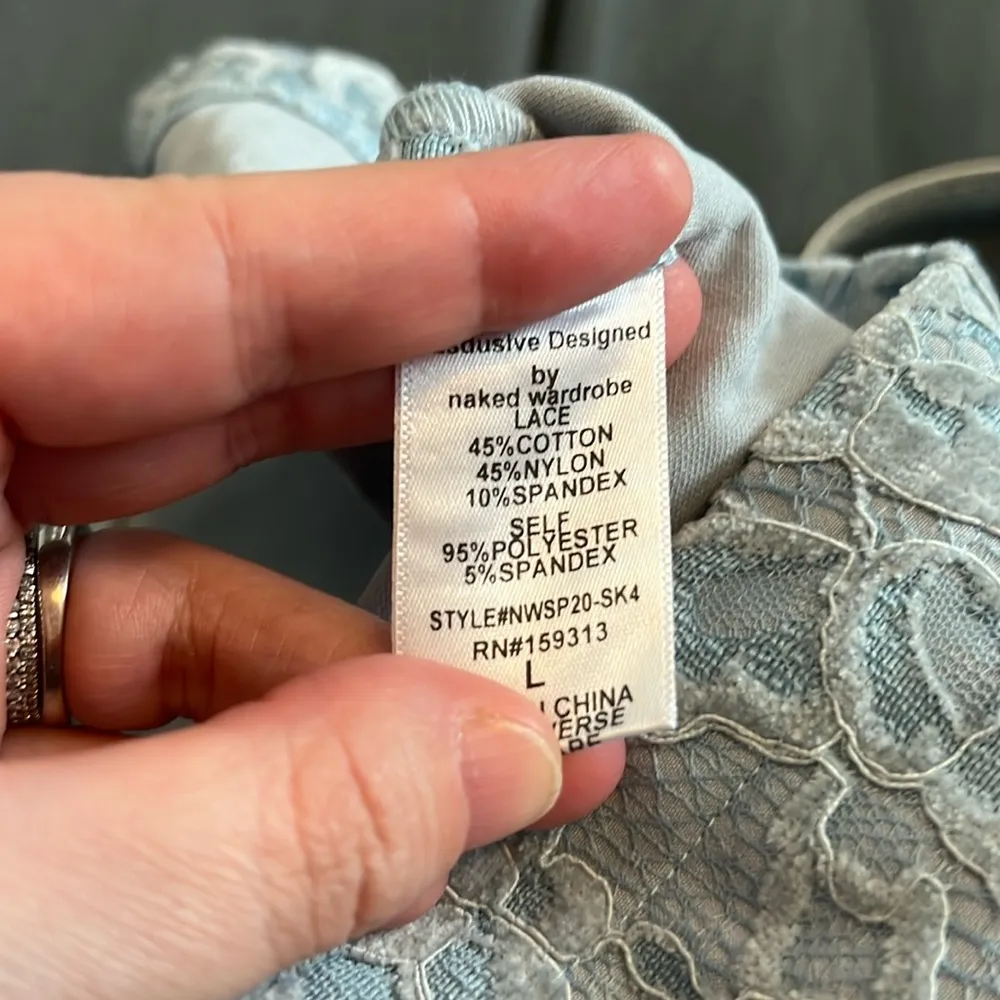 Designed
by
naked wardrobe
LACE
45%COTTON
45%NYLON
10%SPANDEX
SELF
95%POLYESTER
5%SPANDEX
STYLE#NWSP20-SK4
RN#159313
L
CHINA